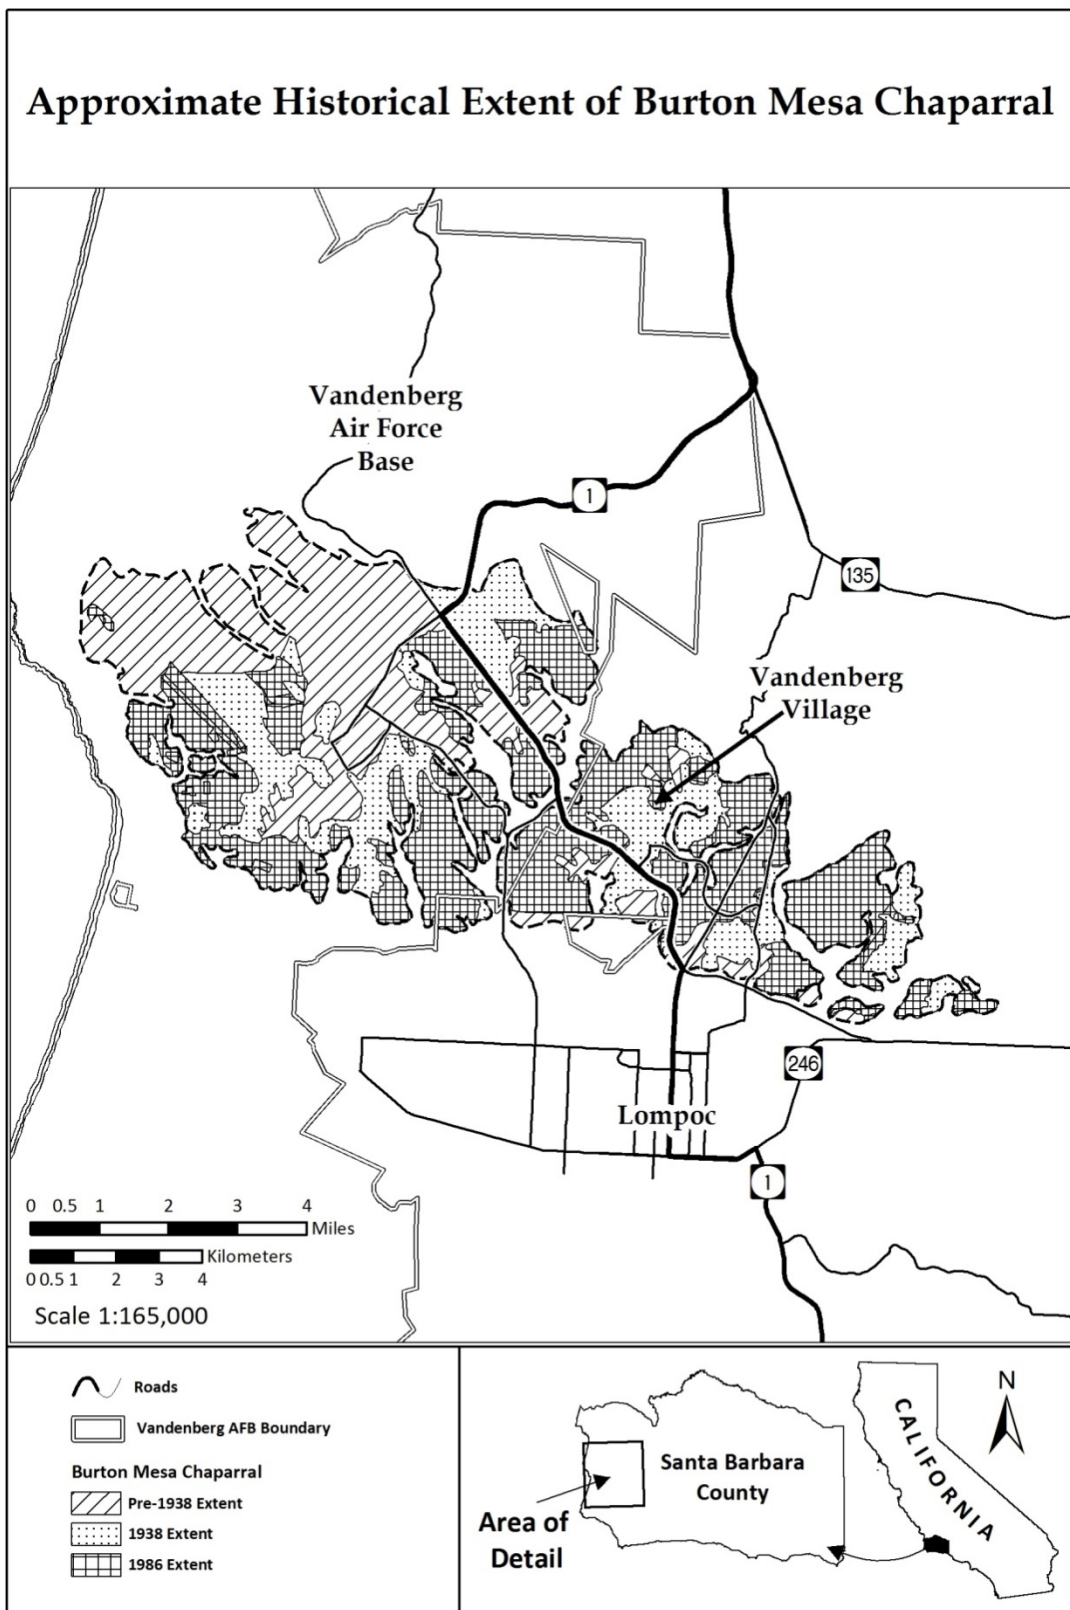 Approximate Historical Extent of Burton Mesa Chaparral
Vandenberg
Air Force
Base
1
135
Vandenberg
Village
246
Lompoc
1
0 0.5 1 2 3 4
Miles
Kilometers
0 0.5 1 2 3 4
Scale 1:165,000
Roads
Vandenberg AFB Boundary
Burton Mesa Chaparral
Pre-1938 Extent
1938 Extent
1986 Extent
Santa Barbara
County
Area of
Detail
CALIFORNIA
N